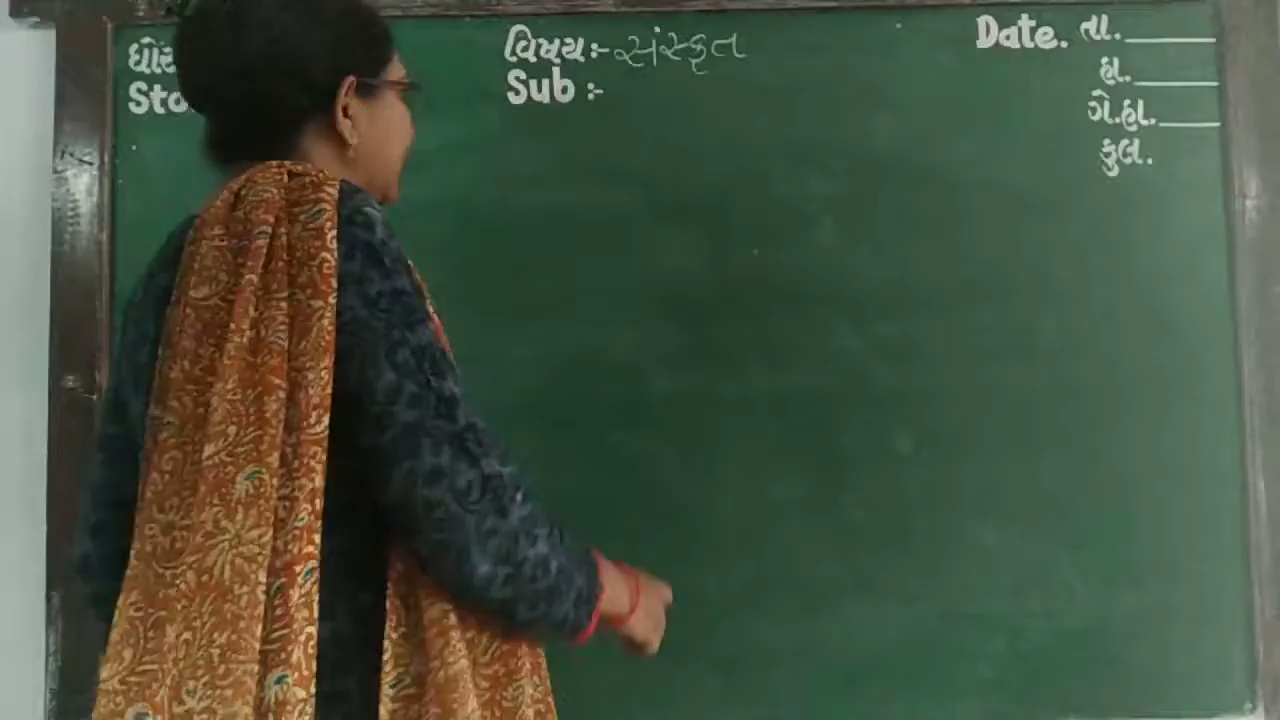 વિષય:- સંસ્કૃત
Sub :-
Date. તા.
હા.
ગે.હા.
કુલ.